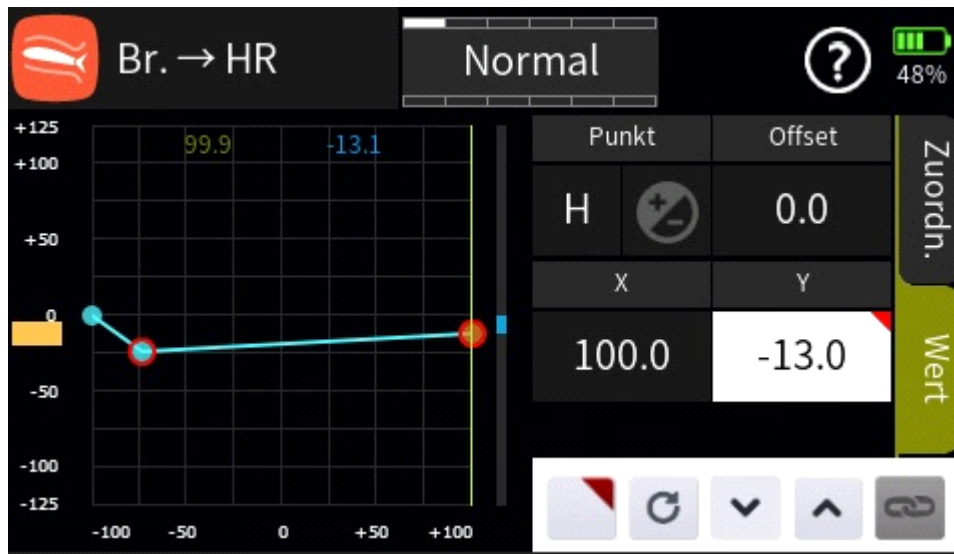 Br. → HR
Normal
48%
+125
+100
+50
0
-50
-100
-125
99.9 -13.1
-100 -50 0 +50 +100
Punkt Offset
H 0.0
X Y
100.0 -13.0
Zuordn.
Wert